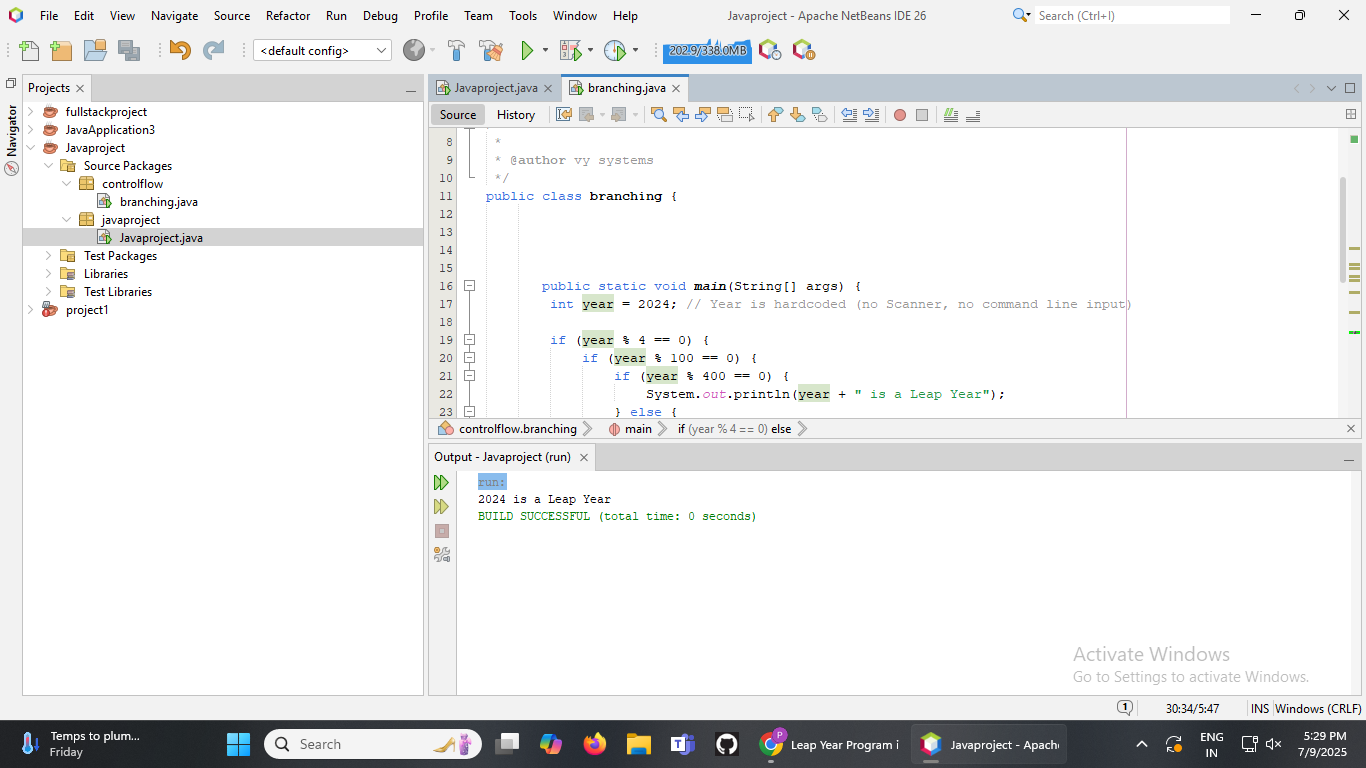 File Edit View Navigate Source Refactor Run Debug Profile Team Tools Window Help
Javaproject - Apache NetBeans IDE 26
Search (Ctrl+I)
<default config>
202.9/338.0MB
Projects
Javaproject.java
branching.java
Navigator
Source History
fullstackproject
JavaApplication3
Javaproject
Source Packages
controlflow
branching.java
javaproject
Javaproject.java
Test Packages
Libraries
Test Libraries
project1
8 *
9 * @author vy systems
10 */
11 public class branching {
12
13
14
15
16 public static void main(String[] args) {
17 int year = 2024; // Year is hardcoded (no Scanner, no command line input)
18
19 if (year % 4 == 0) {
20 if (year % 100 == 0) {
21 if (year % 400 == 0) {
22 System.out.println(year + " is a Leap Year");
23 } else {
controlflow.branching main if (year % 4 == 0) else
Output - Javaproject (run)
run:
2024 is a Leap Year
BUILD SUCCESSFUL (total time: 0 seconds)
Activate Windows
Go to Settings to activate Windows.
1
30:34/5:47 INS Windows (CRLF)
Temps to plum...
Friday
Search
P
Leap Year Program i
Javaproject - Apache
ENG
IN
5:29 PM
7/9/2025